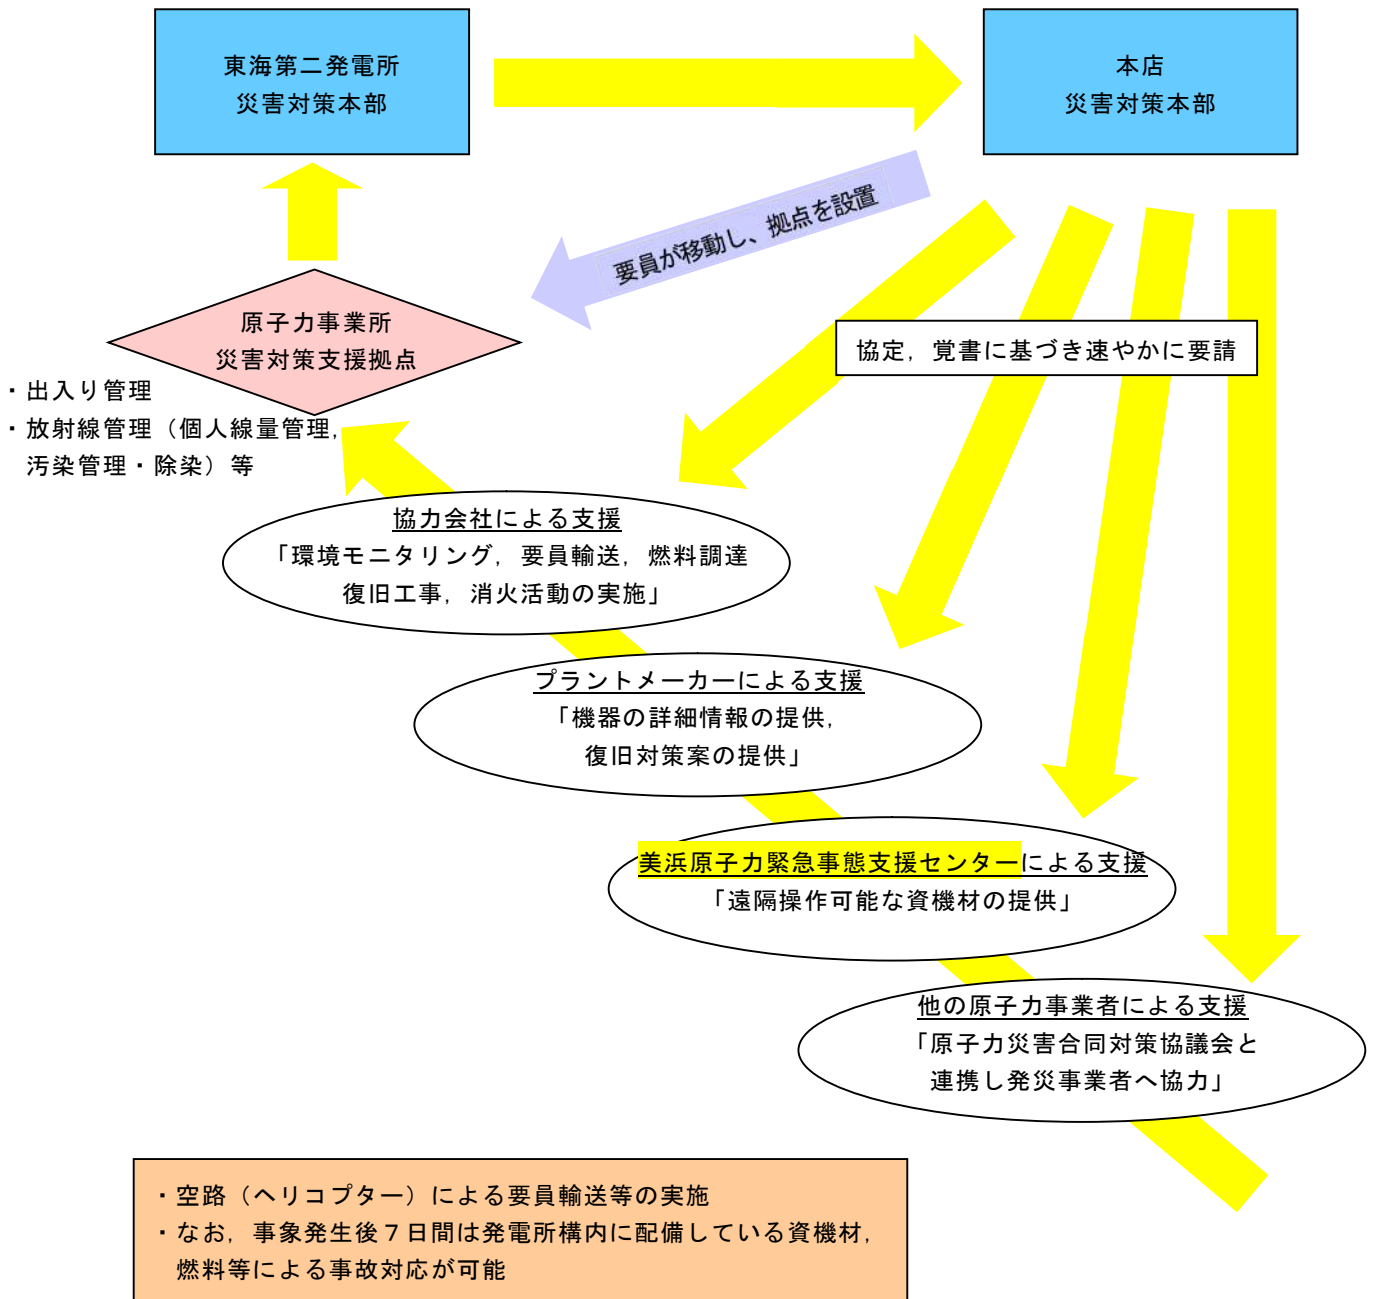 東海第二発電所
災害対策本部
本店
災害対策本部
要員が移動し、拠点を設置
原子力事業所
災害対策支援拠点
協定，覚書に基づき速やかに要請
・出入り管理
・放射線管理（個人線量管理，
汚染管理・除染）等
協力会社による支援
「環境モニタリング，要員輸送，燃料調達
復旧工事，消火活動の実施」
プラントメーカーによる支援
「機器の詳細情報の提供，
復旧対策案の提供」
美浜原子力緊急事態支援センターによる支援
「遠隔操作可能な資機材の提供」
他の原子力事業者による支援
「原子力災害合同対策協議会と
連携し発災事業者へ協力」
・空路（ヘリコプター）による要員輸送等の実施
・なお，事象発生後７日間は発電所構内に配備している資機材，
燃料等による事故対応が可能